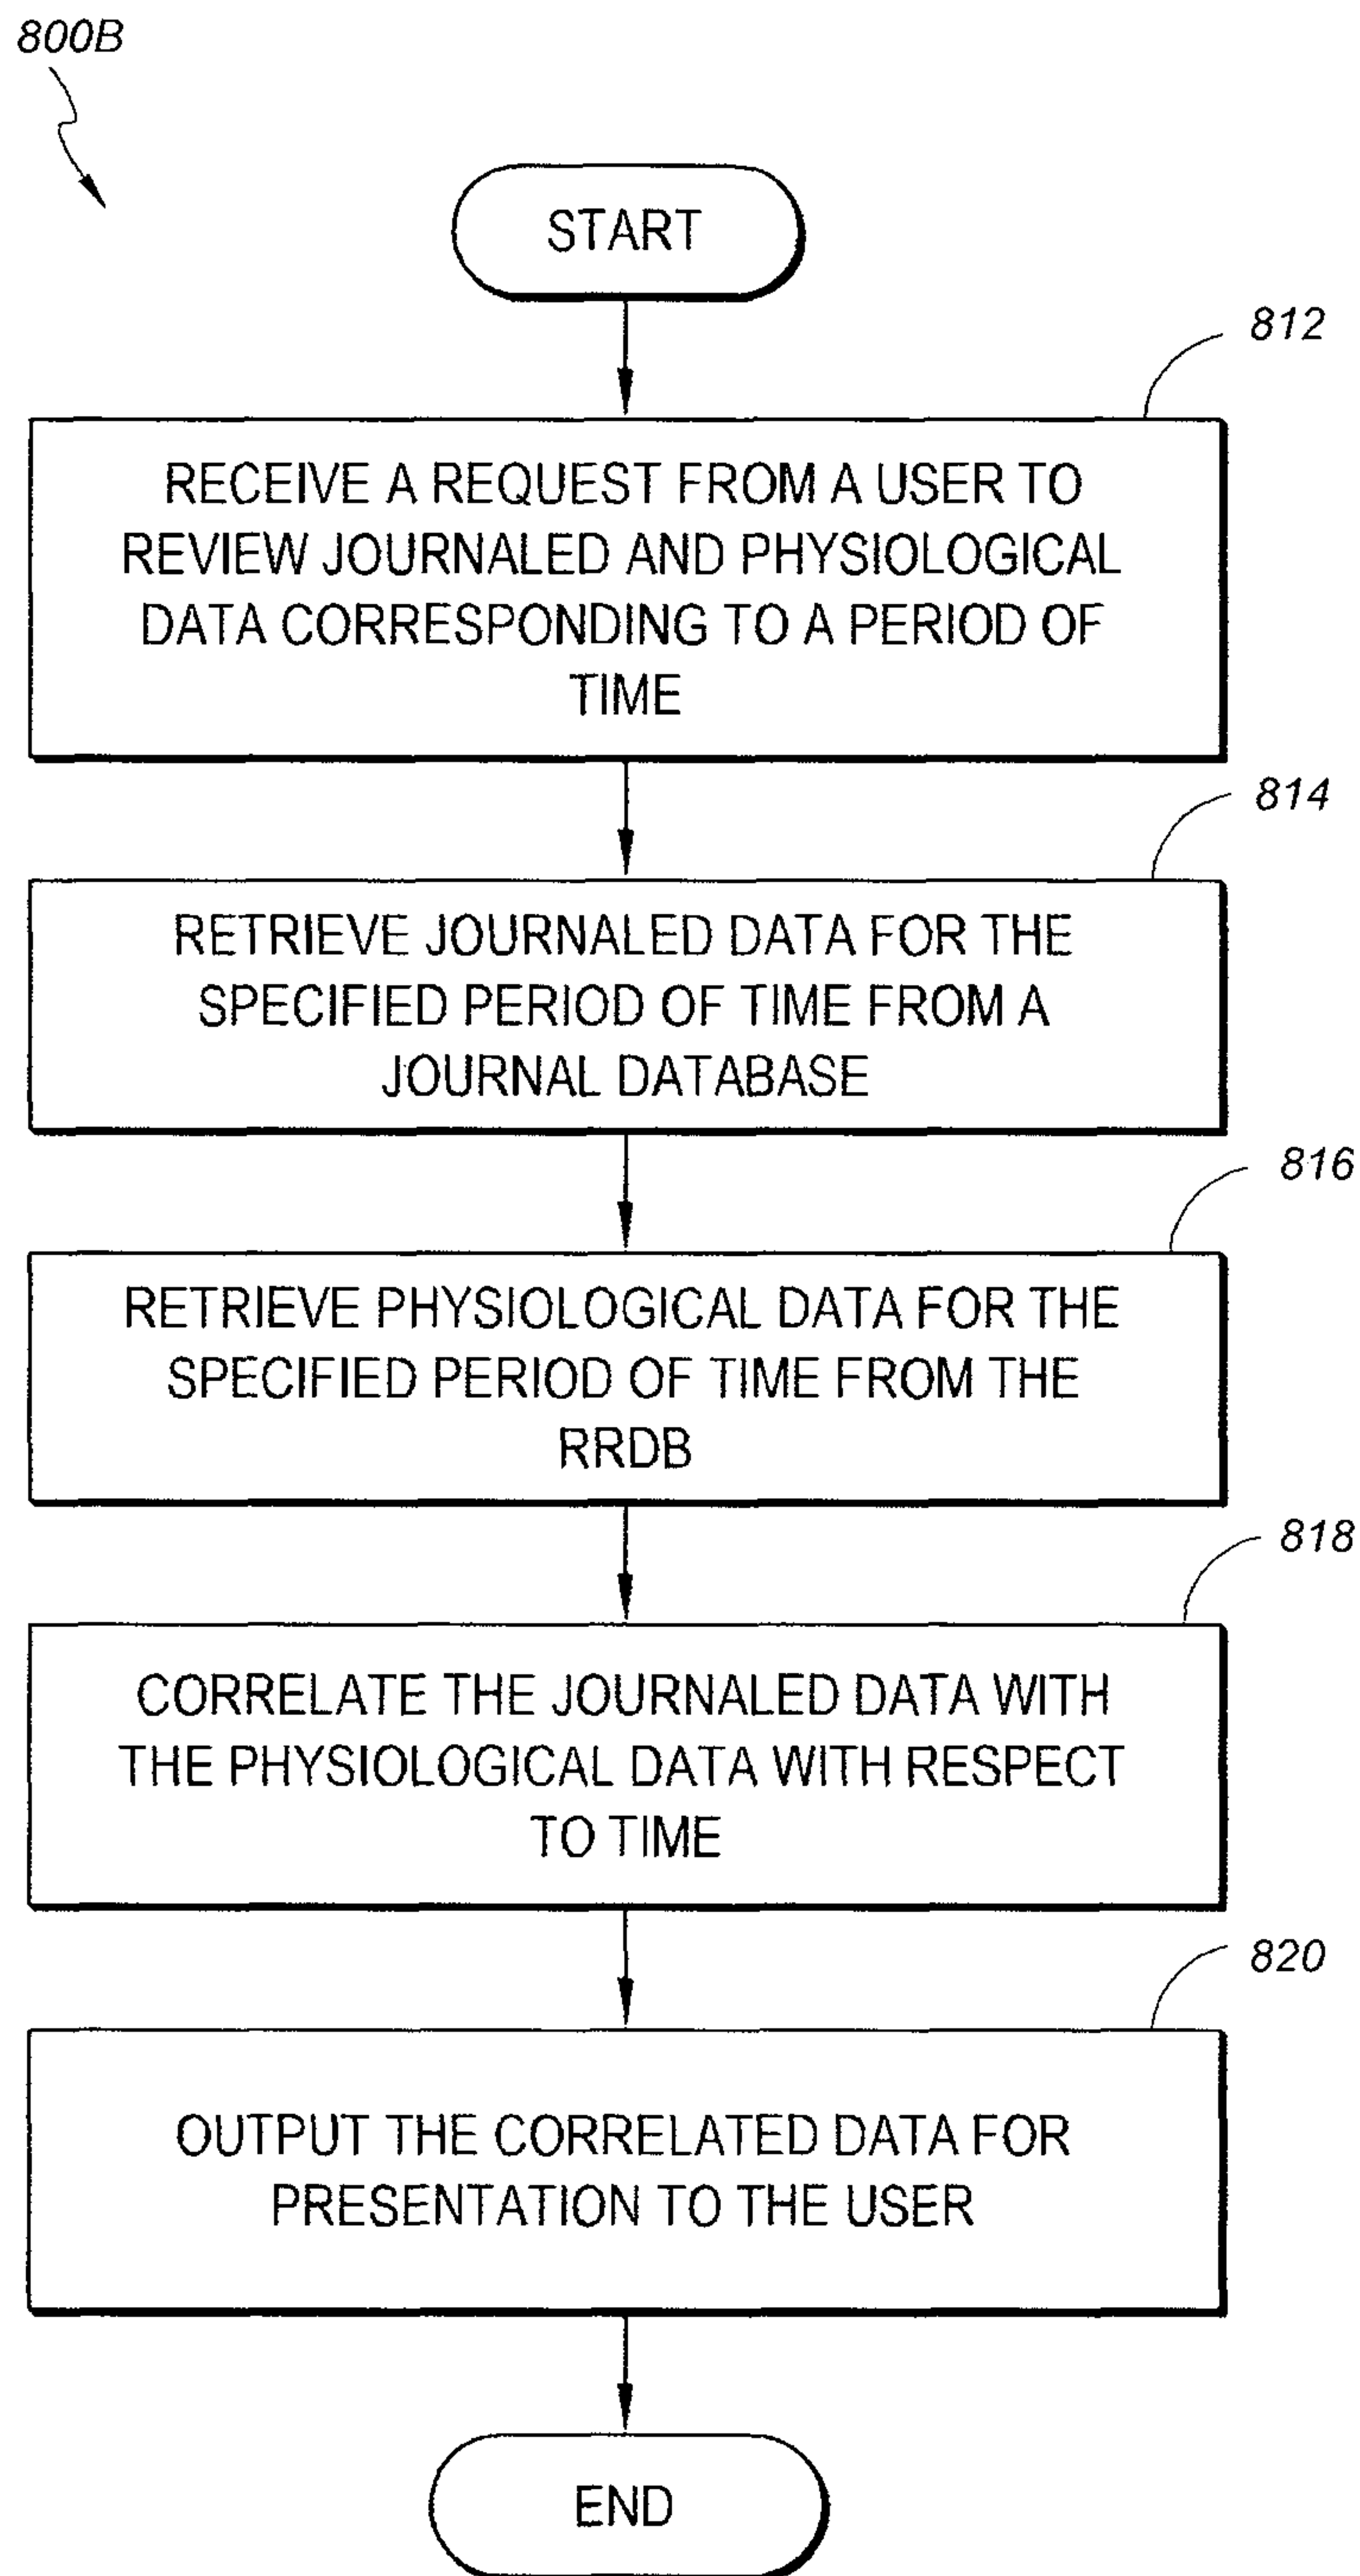 800B
START
812
RECEIVE A REQUEST FROM A USER TO
REVIEW JOURNALED AND PHYSIOLOGICAL
DATA CORRESPONDING TO A PERIOD OF
TIME
814
RETRIEVE JOURNALED DATA FOR THE
SPECIFIED PERIOD OF TIME FROM A
JOURNAL DATABASE
816
RETRIEVE PHYSIOLOGICAL DATA FOR THE
SPECIFIED PERIOD OF TIME FROM THE
RRDB
818
CORRELATE THE JOURNALED DATA WITH
THE PHYSIOLOGICAL DATA WITH RESPECT
TO TIME
820
OUTPUT THE CORRELATED DATA FOR
PRESENTATION TO THE USER
END